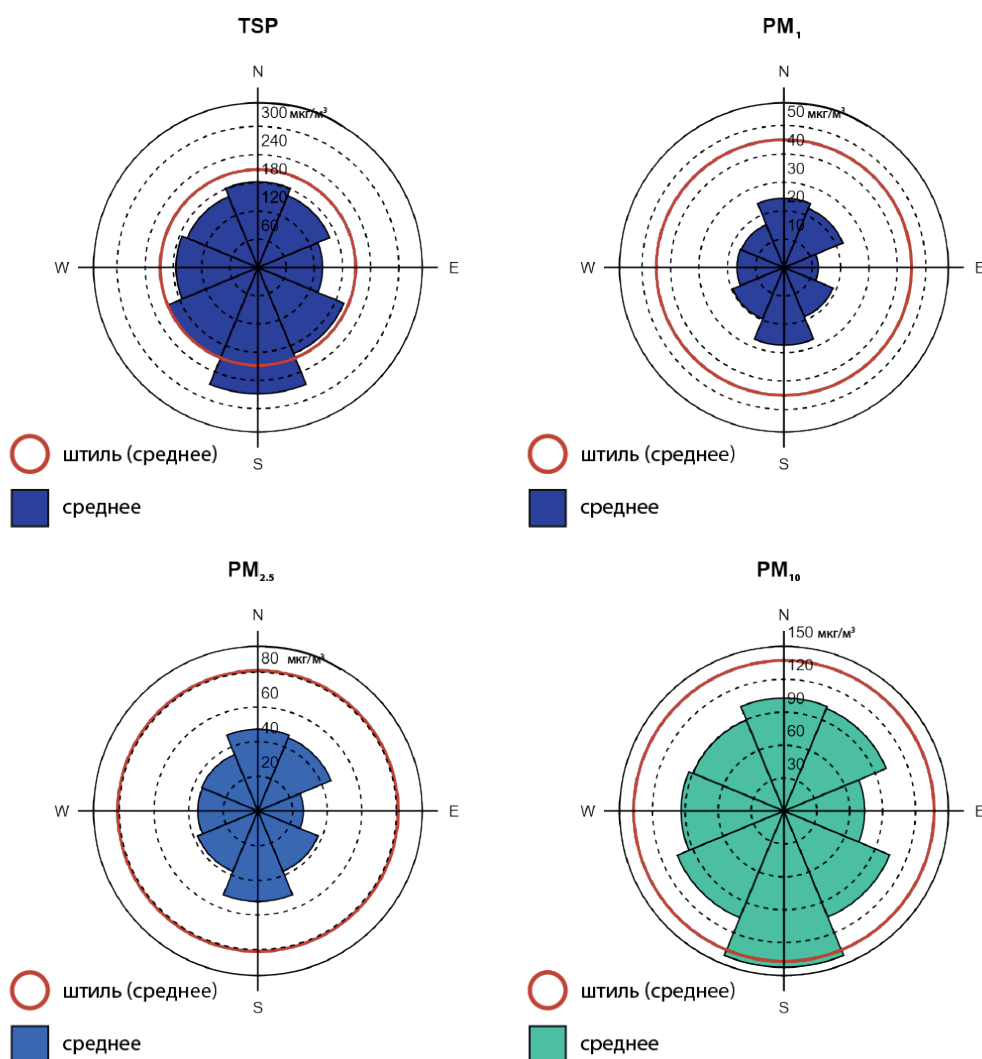 TSP
N
300 мкг/м³
240
180
120
60
W
E
S
штиль (среднее)
среднее
PM₁
N
50 мкг/м³
40
30
20
10
W
E
S
штиль (среднее)
среднее
PM₂.₅
N
80 мкг/м³
60
40
20
W
E
S
штиль (среднее)
среднее
PM₁₀
N
150 мкг/м³
120
90
60
30
W
E
S
штиль (среднее)
среднее